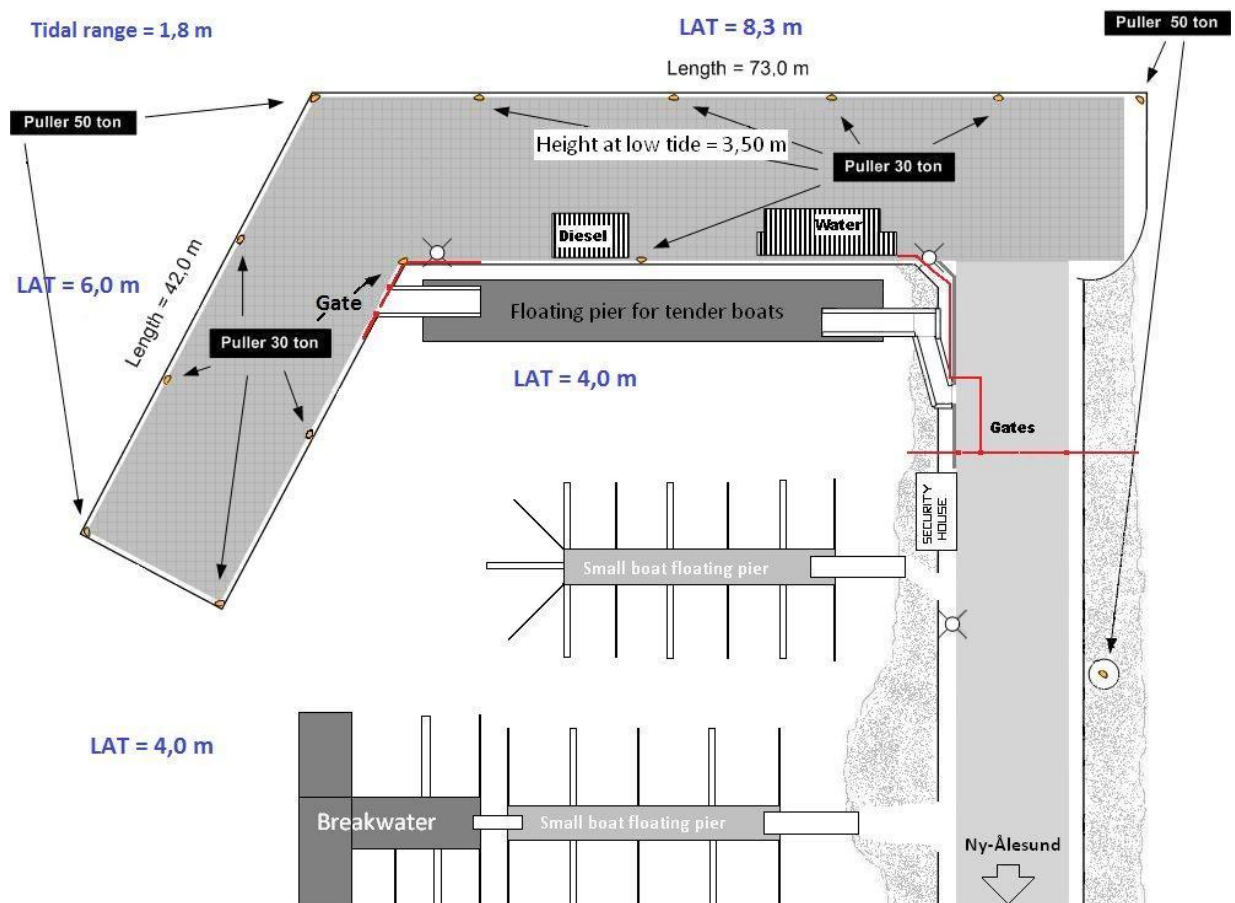 Tidal range = 1,8 m
LAT = 8,3 m
Puller 50 ton
Length = 73,0 m
Puller 50 ton
Height at low tide = 3,50 m
Puller 30 ton
Diesel
Water
LAT = 6,0 m
Length = 42,0 m
Gate
Floating pier for tender boats
Puller 30 ton
LAT = 4,0 m
Gates
SECURITY
HOUSE
Small boat floating pier
LAT = 4,0 m
Breakwater
Small boat floating pier
Ny-Ålesund